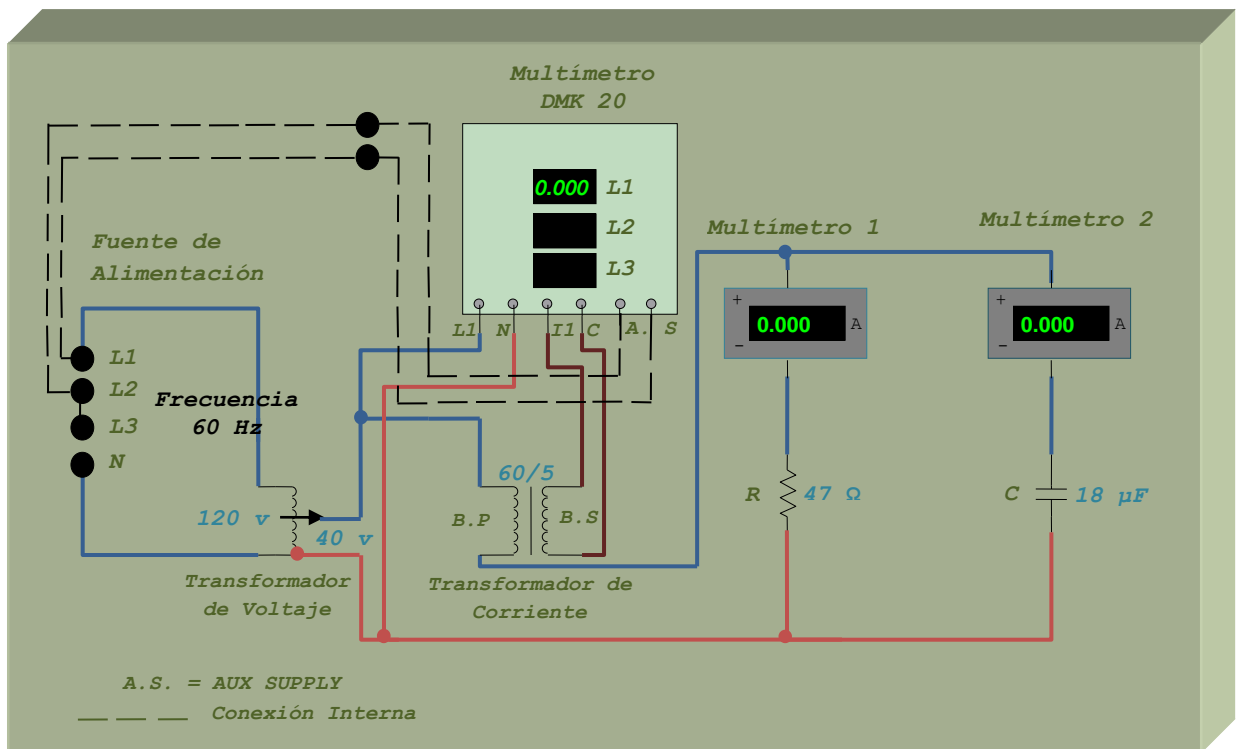 Multímetro
DMK 20
0.000 L1
L2
L3
L1 N I1 C A. S
Multímetro 1
+
0.000 A
−
Multímetro 2
+
0.000 A
−
Fuente de
Alimentación
L1
L2
L3
N
Frecuencia
60 Hz
120 v
40 v
Transformador
de Voltaje
60/5
B.P
B.S
Transformador de
Corriente
R
47 Ω
C
18 μF
A.S. = AUX SUPPLY
Conexión Interna